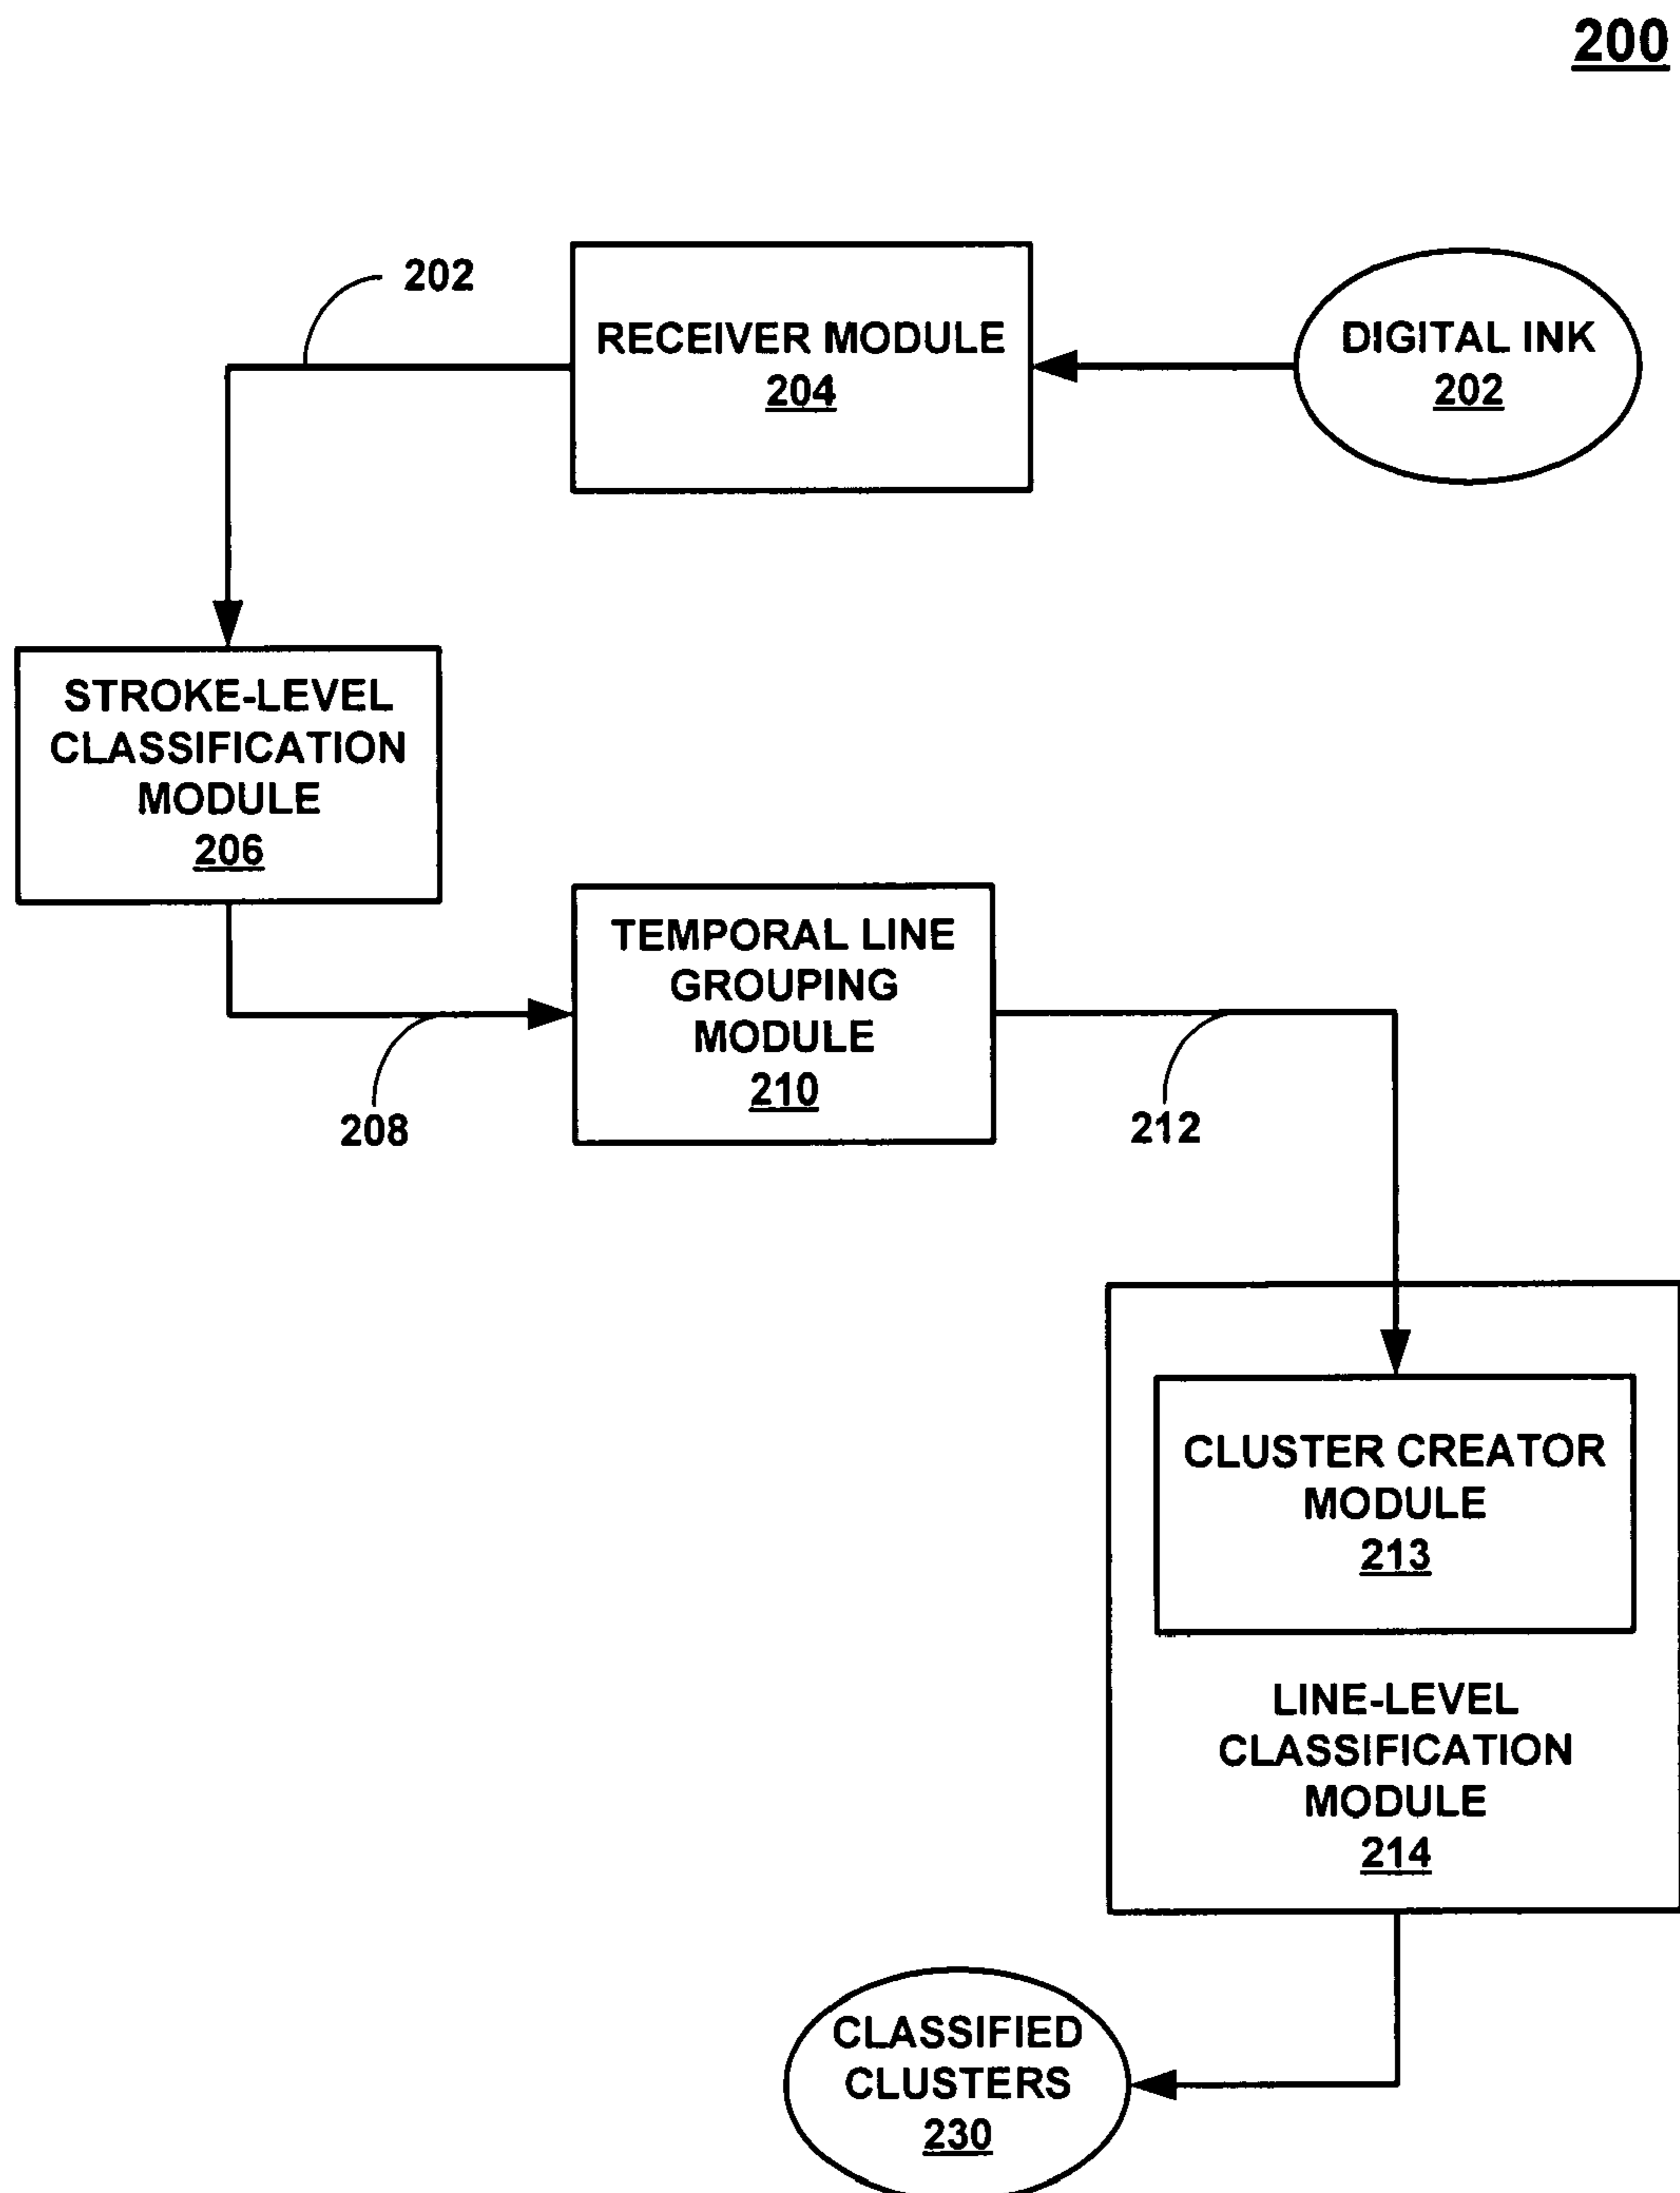 200
202
RECEIVER MODULE
204
DIGITAL INK
202
STROKE-LEVEL
CLASSIFICATION
MODULE
206
TEMPORAL LINE
GROUPING
MODULE
210
208
212
CLUSTER CREATOR
MODULE
213
LINE-LEVEL
CLASSIFICATION
MODULE
214
CLASSIFIED
CLUSTERS
230